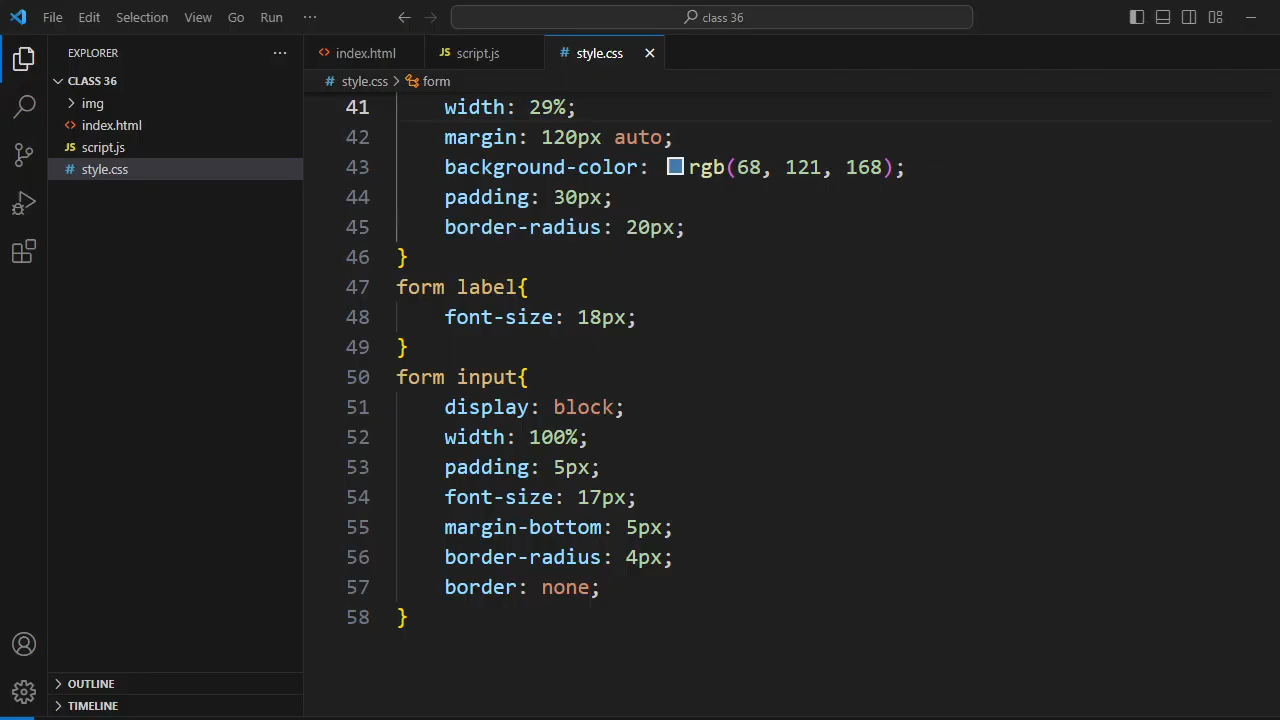 File Edit Selection View Go Run ··· class 36
EXPLORER ···
CLASS 36
img
index.html
JS script.js
# style.css
OUTLINE
TIMELINE
<> index.html JS script.js # style.css
# style.css > form
41 width: 29%;
42 margin: 120px auto;
43 background-color: rgb(68, 121, 168);
44 padding: 30px;
45 border-radius: 20px;
46 }
47 form label{
48 font-size: 18px;
49 }
50 form input{
51 display: block;
52 width: 100%;
53 padding: 5px;
54 font-size: 17px;
55 margin-bottom: 5px;
56 border-radius: 4px;
57 border: none;
58 }